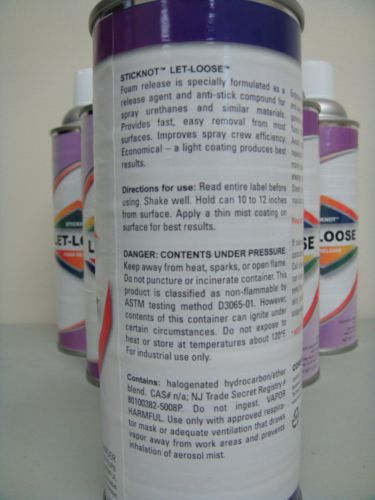 STICKNOT™ LET-LOOSE™
Foam release is specially formulated as a
release agent and anti-stick compound for
spray urethanes and similar materials.
Provides fast, easy removal from most
surfaces. Improves spray crew efficiency.
Economical – a light coating produces best
results.
Directions for use: Read entire label before
using. Shake well. Hold can 10 to 12 inches
from surface. Apply a thin mist coating on
surface for best results.
DANGER: CONTENTS UNDER PRESSURE.
Keep away from heat, sparks, or open flame.
Do not puncture or incinerate container. This
product is classified as non-flammable by
ASTM testing method D3065-01. However,
contents of this container can ignite under
certain circumstances. Do not expose to
heat or store at temperatures about 120°F.
For industrial use only.
Contains: halogenated hydrocarbon/ether
blend. CAS# n/a; NJ Trade Secret Registry #
80100382-5008P. Do not ingest. VAPOR
HARMFUL. Use only with approved respira-
tor mask or adequate ventilation that draws
vapor away from work areas and prevents
inhalation of aerosol mist.
STICKNOT
LET-LO
LOOSE